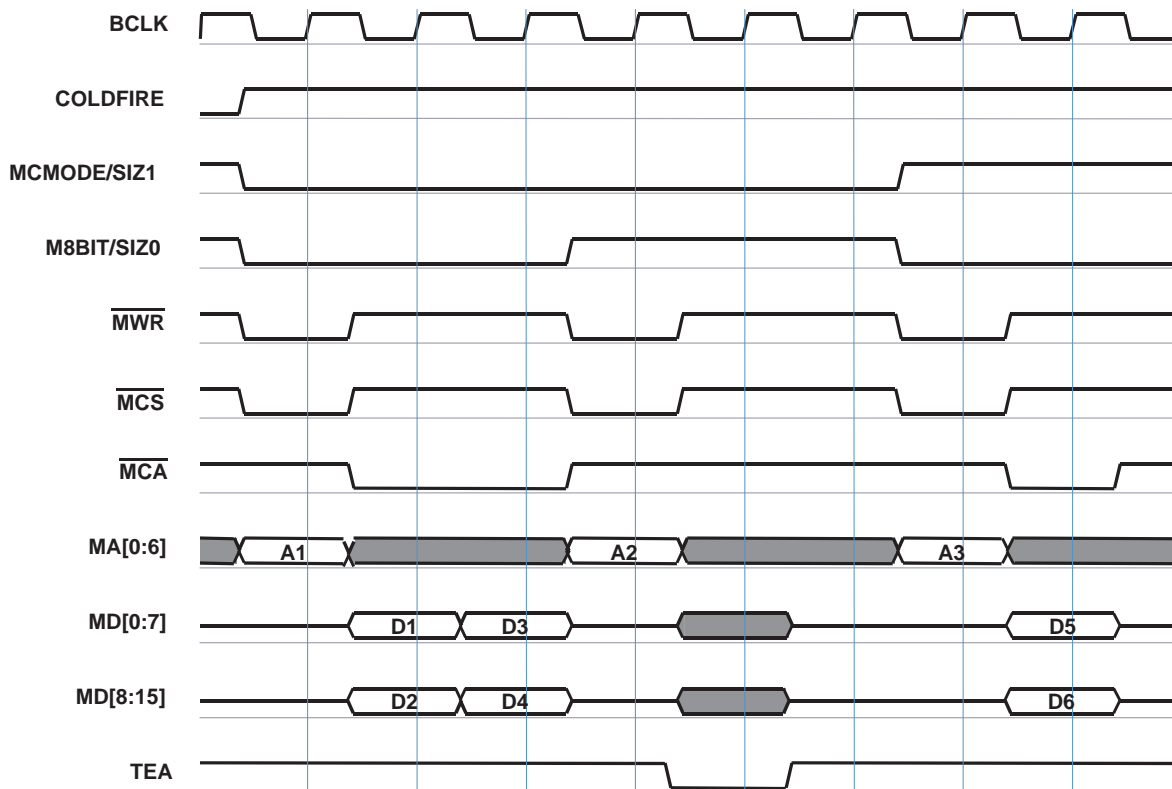 BCLK
COLDFIRE
MCMODE/SIZ1
M8BIT/SIZ0
MWR
MCS
MCA
MA[0:6] A1 A2 A3
MD[0:7] D1 D3 D5
MD[8:15] D2 D4 D6
TEA